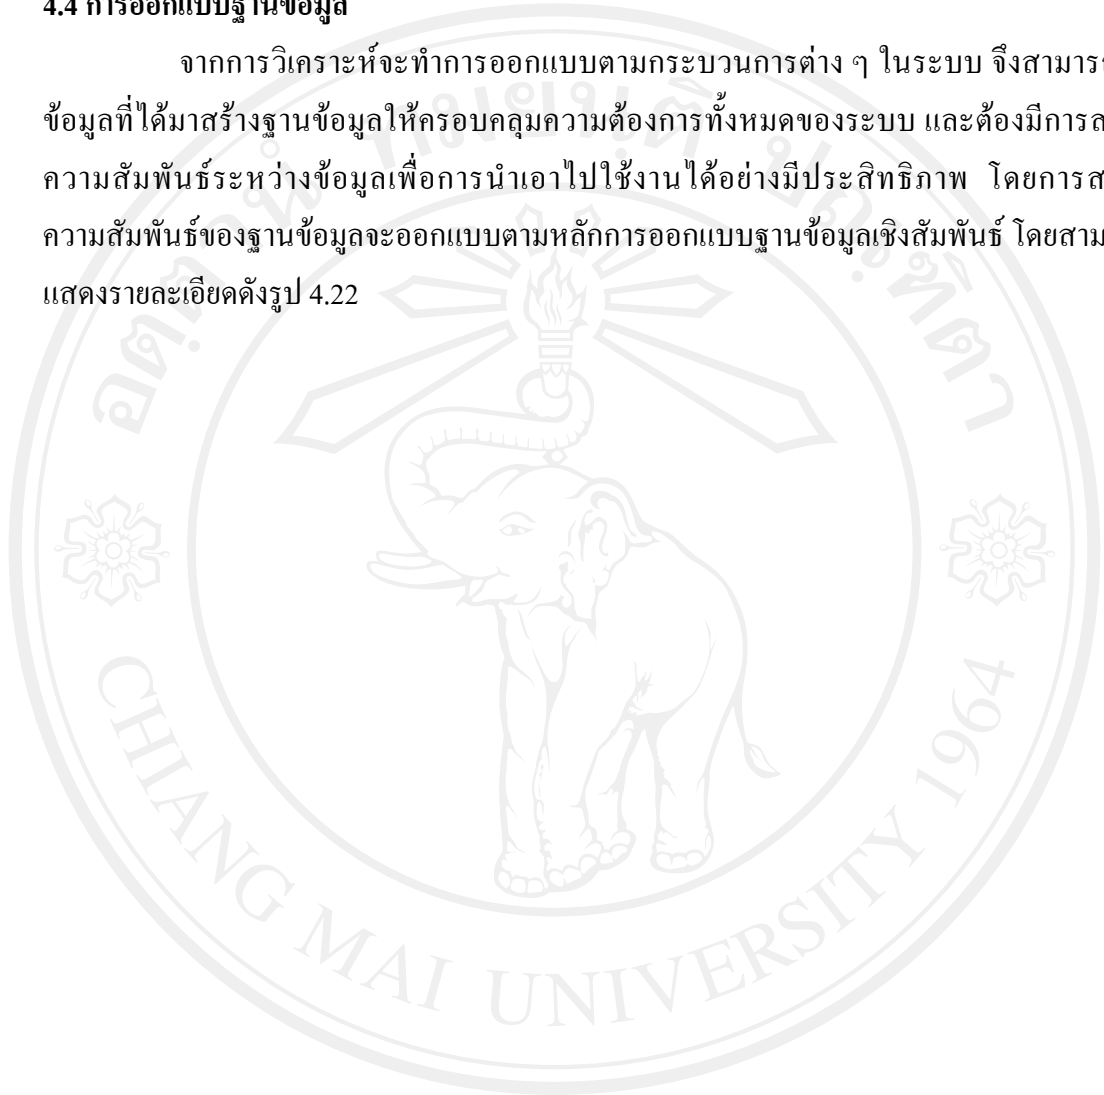 4.4 การออกแบบฐานข้อมูล
จากการวิเคราะห์จะทำการออกแบบตามกระบวนการต่าง ๆ ในระบบ จึงสามาร
ข้อมูลที่ได้มาสร้างฐานข้อมูลให้ครอบคลุมความต้องการทั้งหมดของระบบ และต้องมีการล
ความสัมพันธ์ระหว่างข้อมูลเพื่อการนำเอาไปใช้งานได้อย่างมีประสิทธิภาพ โดยการส
ความสัมพันธ์ของฐานข้อมูลจะออกแบบตามหลักการออกแบบฐานข้อมูลเชิงสัมพันธ์ โดยสาม
แสดงรายละเอียดดังรูป 4.22
CHIANG MAI UNIVERSITY 1964